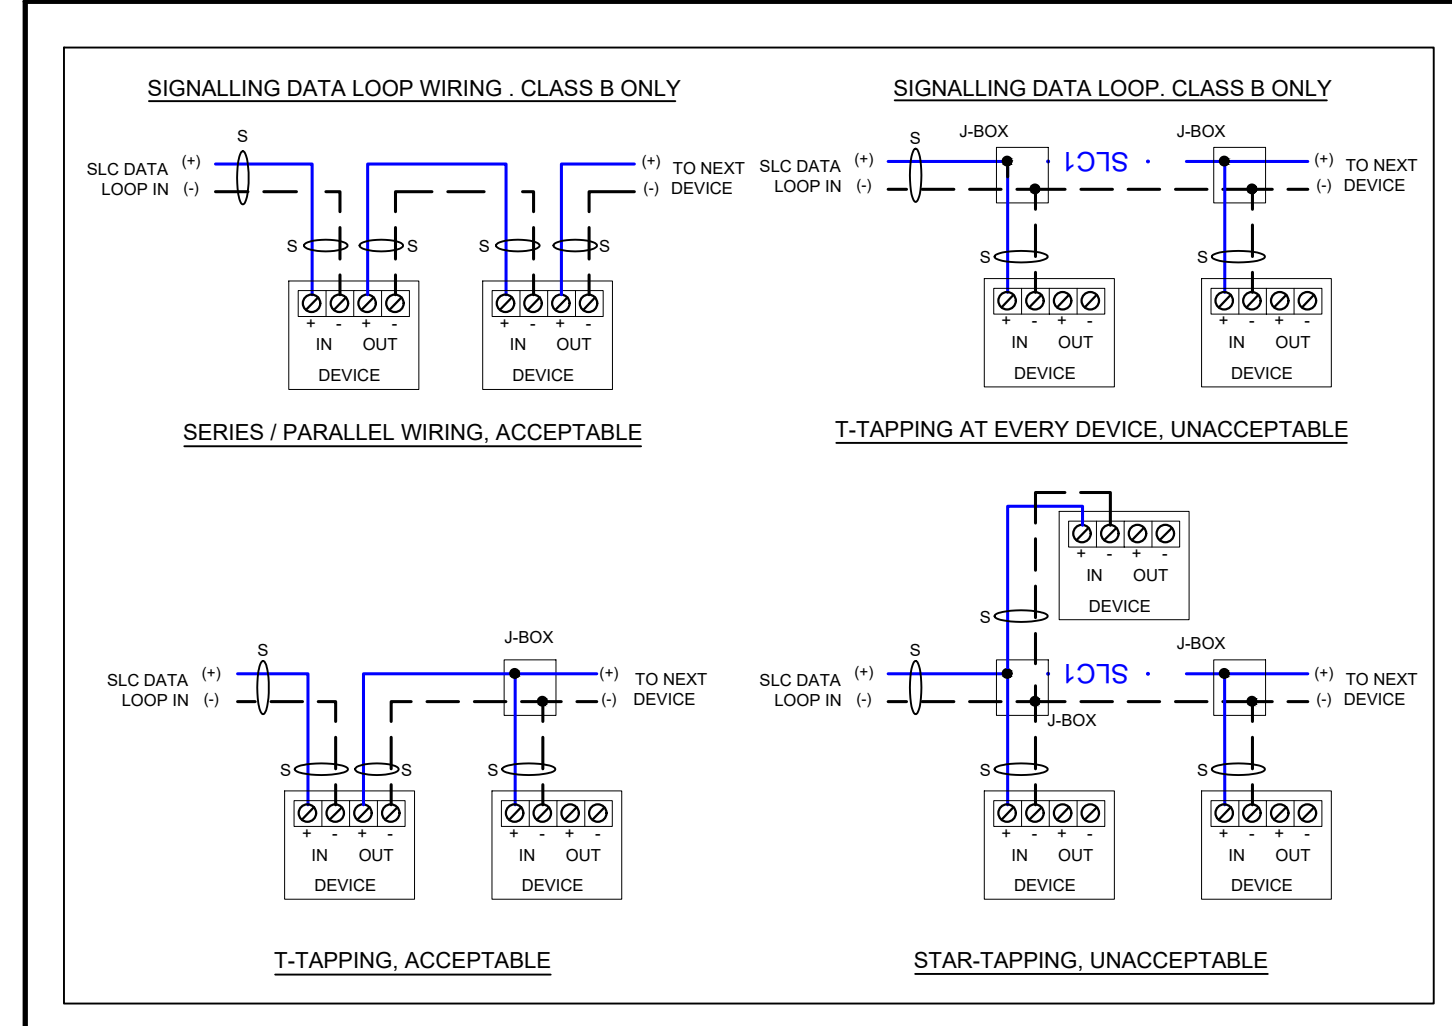 SIGNALLING DATA LOOP WIRING . CLASS B ONLY
S
SLC DATA (+)
LOOP IN (-)
(+) TO NEXT
(-) DEVICE
S S S S
+ - + -
IN OUT
DEVICE
+ - + -
IN OUT
DEVICE
SERIES / PARALLEL WIRING, ACCEPTABLE
SIGNALLING DATA LOOP. CLASS B ONLY
S
J-BOX
J-BOX
SLC DATA (+)
LOOP IN (-)
· SLC1 ·
(+) TO NEXT
(-) DEVICE
S S
+ - + -
IN OUT
DEVICE
+ - + -
IN OUT
DEVICE
T-TAPPING AT EVERY DEVICE, UNACCEPTABLE
S
J-BOX
SLC DATA (+)
LOOP IN (-)
(+) TO NEXT
(-) DEVICE
S S S
+ - + -
IN OUT
DEVICE
+ - + -
IN OUT
DEVICE
T-TAPPING, ACCEPTABLE
+ - + -
IN OUT
DEVICE
S
S
J-BOX
SLC DATA (+)
LOOP IN (-)
· SLC1 ·
(+) TO NEXT
(-) DEVICE
J-BOX
S S
+ - + -
IN OUT
DEVICE
+ - + -
IN OUT
DEVICE
STAR-TAPPING, UNACCEPTABLE